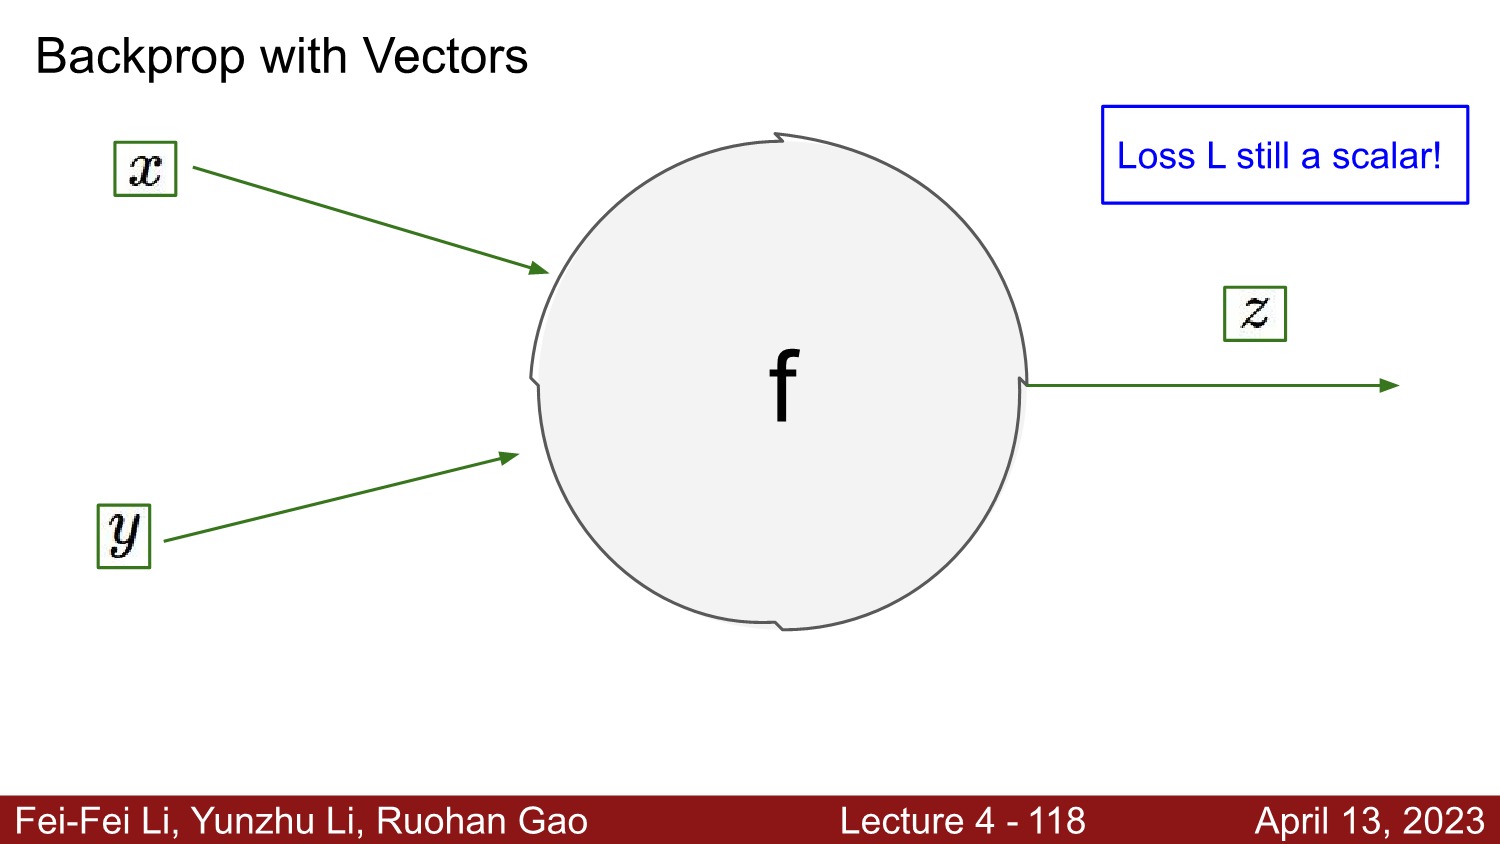 Backprop with Vectors
Loss L still a scalar!
x
z
f
y
Fei-Fei Li, Yunzhu Li, Ruohan Gao
Lecture 4 - 118
April 13, 2023